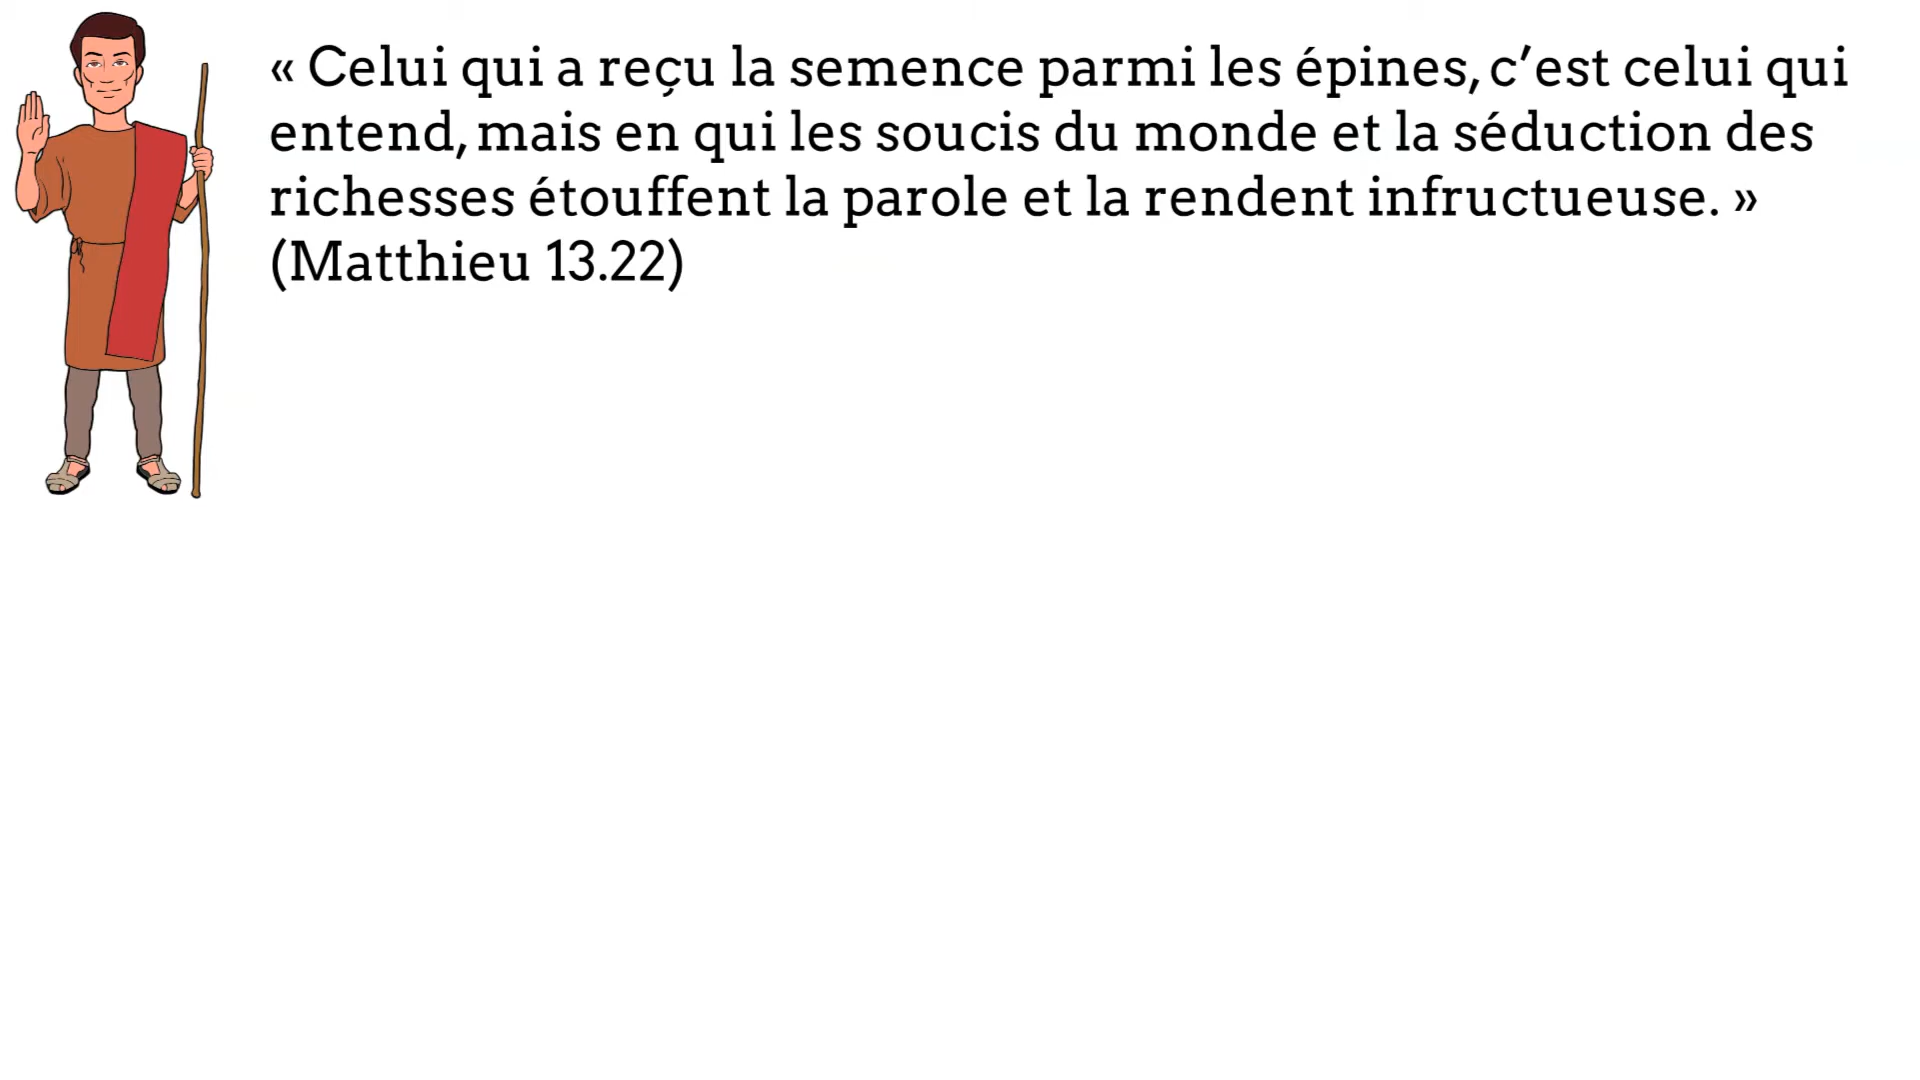 « Celui qui a reçu la semence parmi les épines, c’est celui qui
entend, mais en qui les soucis du monde et la séduction des
richesses étouffent la parole et la rendent infructueuse. »
(Matthieu 13.22)